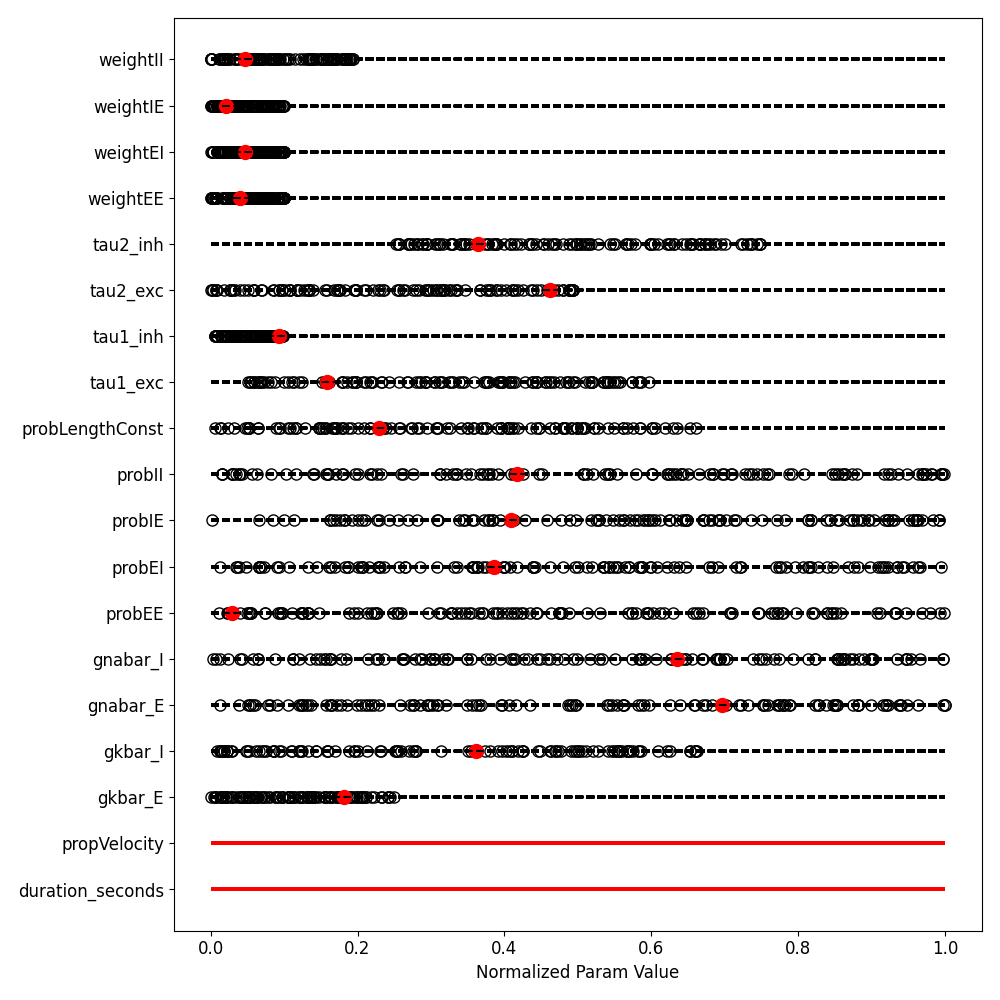 weightII
weightIE
weightEI
weightEE
tau2_inh
tau2_exc
tau1_inh
tau1_exc
probLengthConst
probII
probIE
probEI
probEE
gnabar_I
gnabar_E
gkbar_I
gkbar_E
propVelocity
duration_seconds
0.0 0.2 0.4 0.6 0.8 1.0
Normalized Param Value